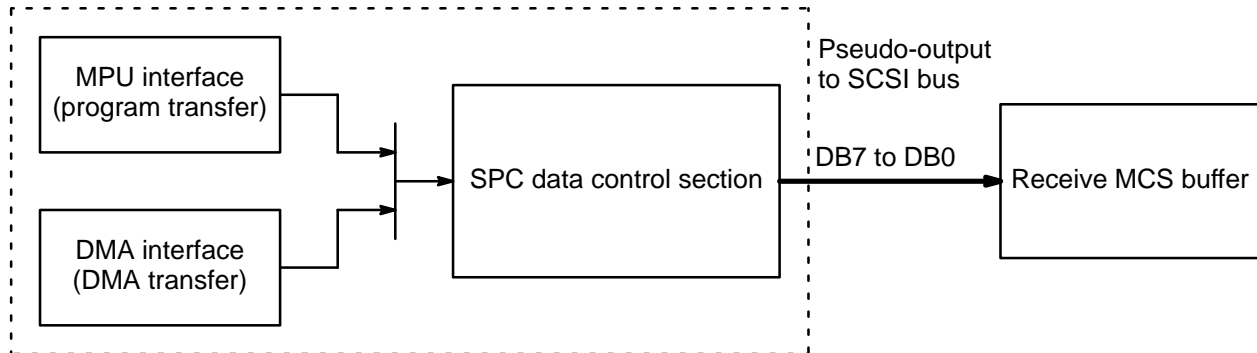 MPU interface
(program transfer)
DMA interface
(DMA transfer)
SPC data control section
Pseudo-output
to SCSI bus
DB7 to DB0
Receive MCS buffer